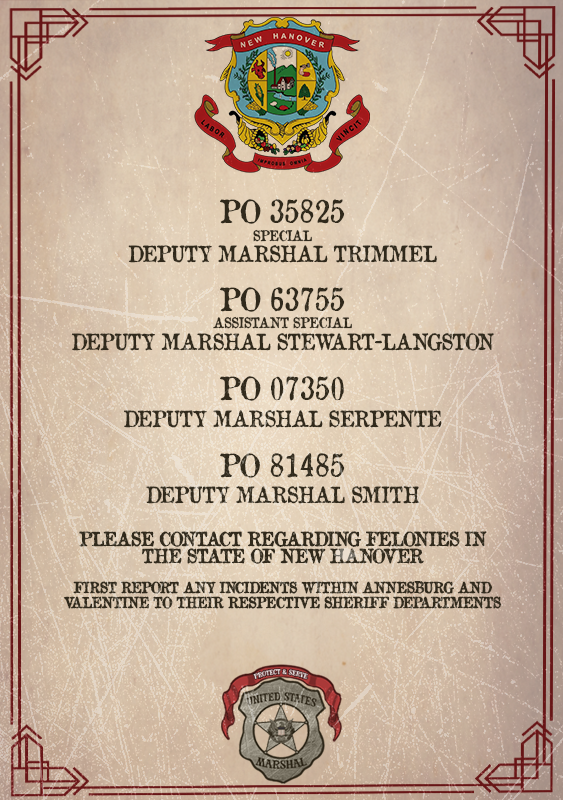 NEW HANOVER
LABOR
VINCIT
IMPROBUS OMNIA
PO 35825
SPECIAL
DEPUTY MARSHAL TRIMMEL
PO 63755
ASSISTANT SPECIAL
DEPUTY MARSHAL STEWART-LANGSTON
PO 07350
DEPUTY MARSHAL SERPENTE
PO 81485
DEPUTY MARSHAL SMITH
PLEASE CONTACT REGARDING FELONIES IN
THE STATE OF NEW HANOVER
FIRST REPORT ANY INCIDENTS WITHIN ANNESBURG AND
VALENTINE TO THEIR RESPECTIVE SHERIFF DEPARTMENTS
PROTECT & SERVE
UNITED STATES
MARSHAL